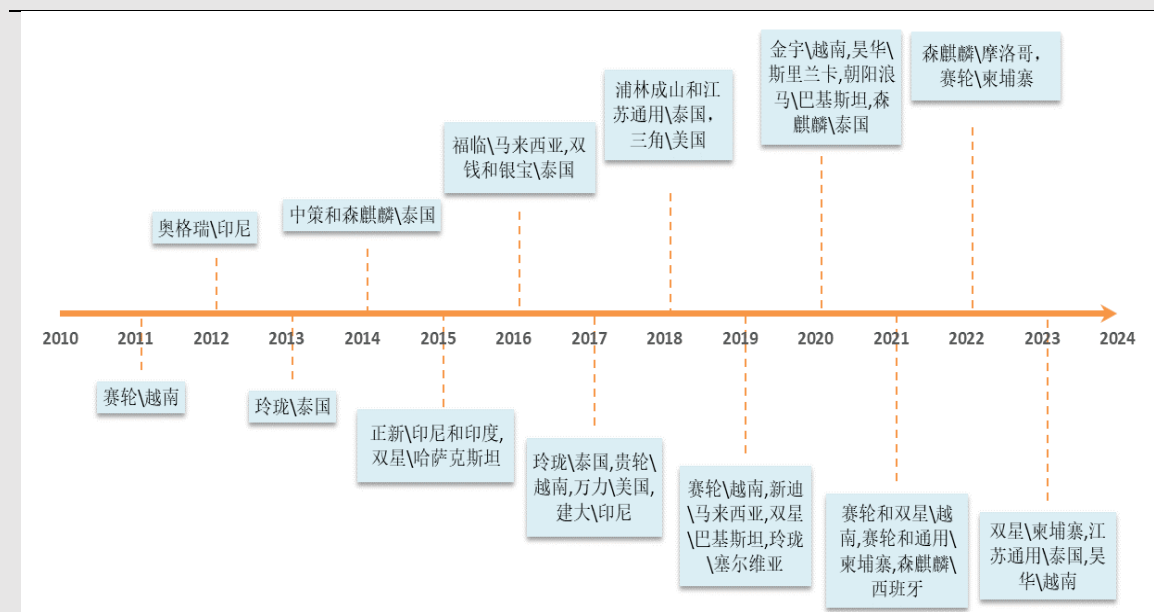 金宇\越南,昊华\
斯里兰卡,朝阳浪
马\巴基斯坦,森
麒麟\泰国
森麒麟\摩洛哥，
赛轮\柬埔寨
浦林成山和江
苏通用\泰国，
三角\美国
福临\马来西亚,双
钱和银宝\泰国
中策和森麒麟\泰国
奥格瑞\印尼
2010 2011 2012 2013 2014 2015 2016 2017 2018 2019 2020 2021 2022 2023 2024
赛轮\越南
玲珑\泰国
正新\印尼和印度,
双星\哈萨克斯坦
玲珑\泰国,贵轮\
越南,万力\美国,
建大\印尼
赛轮\越南,新迪
\马来西亚,双星
\巴基斯坦,玲珑
\塞尔维亚
赛轮和双星\越
南,赛轮和通用\
柬埔寨,森麒麟\
西班牙
双星\柬埔寨,江
苏通用\泰国,昊
华\越南